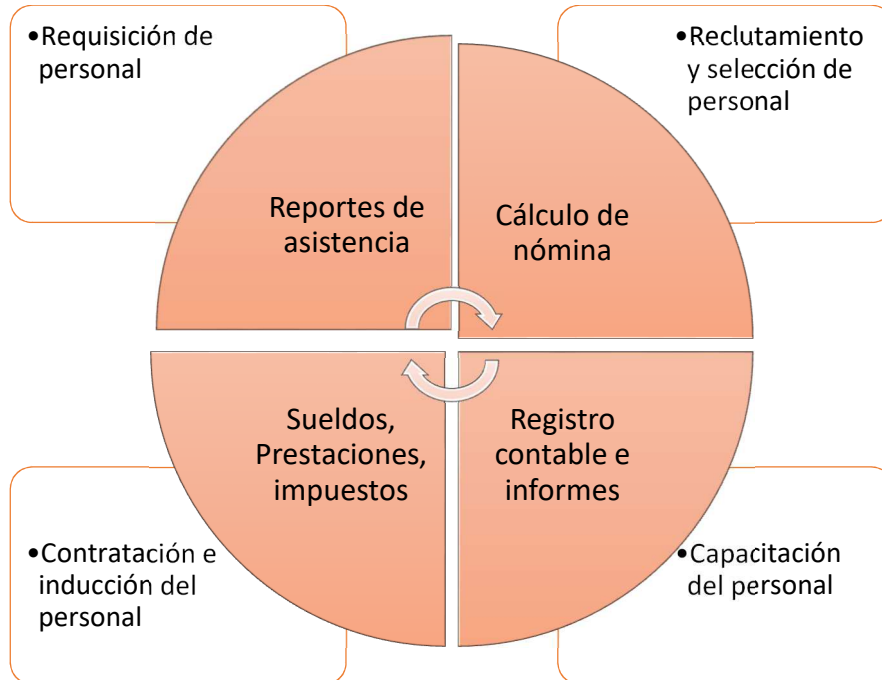 •Requisición de
personal
•Reclutamiento
y selección de
personal
Reportes de
asistencia
Cálculo de
nómina
Sueldos,
Prestaciones,
impuestos
Registro
contable e
informes
•Contratación e
inducción del
personal
•Capacitación
del personal